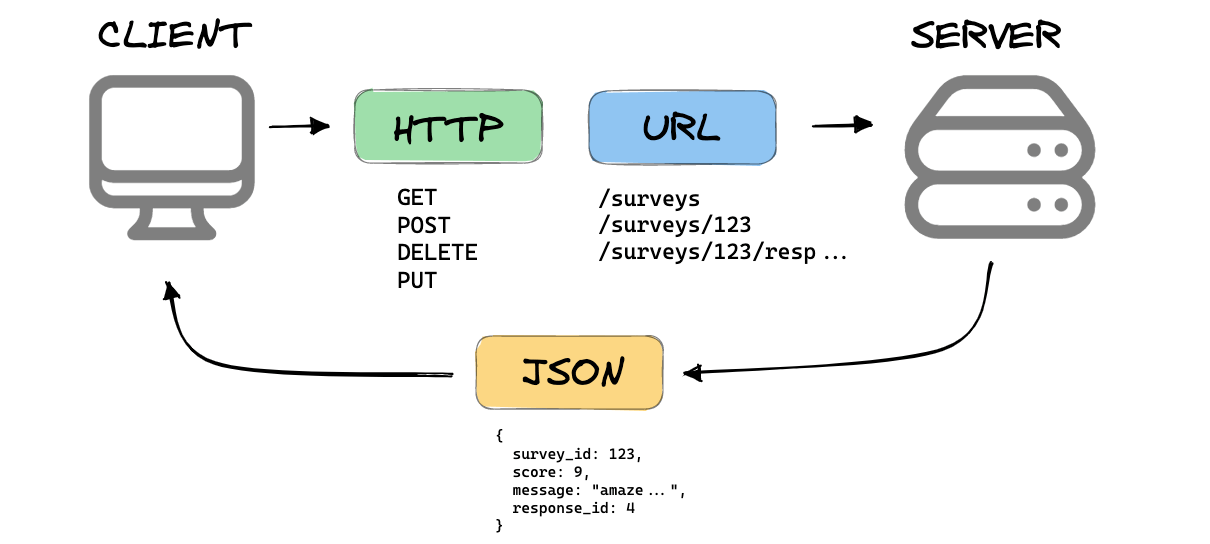 CLIENT
SERVER
HTTP
URL
GET
POST
DELETE
PUT
/surveys
/surveys/123
/surveys/123/resp...
JSON
{
survey_id: 123,
score: 9,
message: "amaze...",
response_id: 4
}